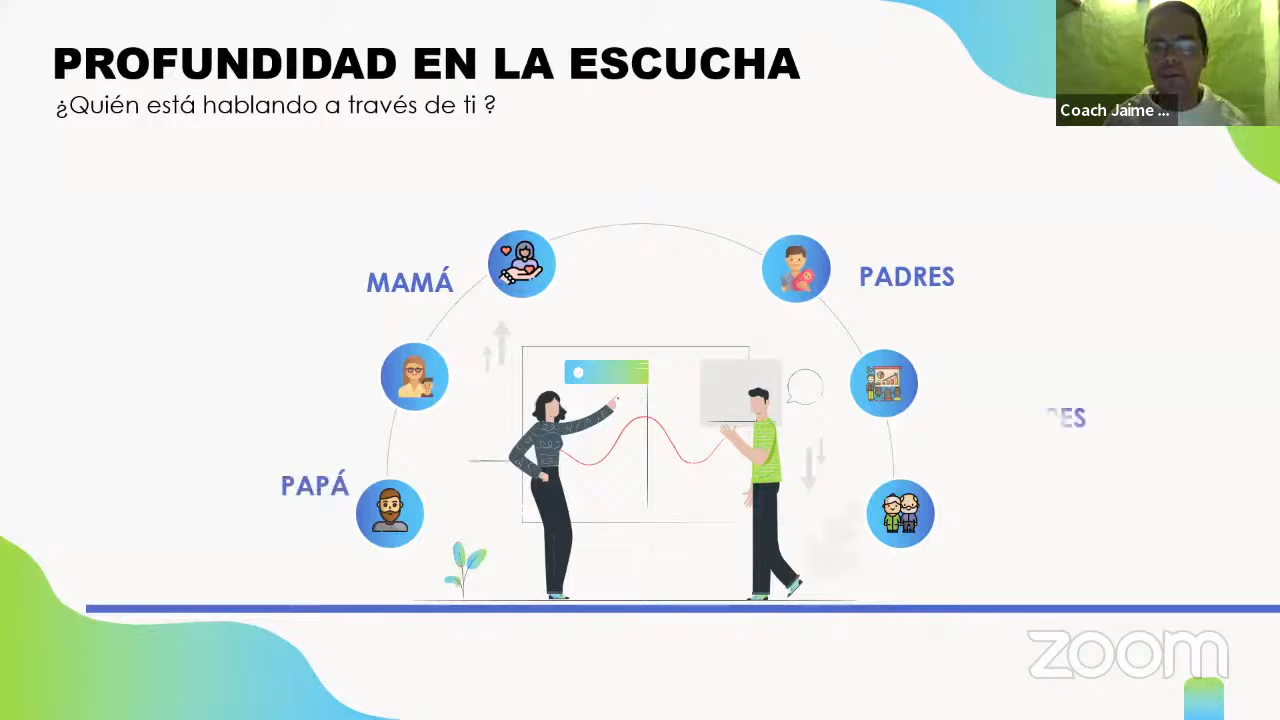 PROFUNDIDAD EN LA ESCUCHA
¿Quién está hablando a través de ti ?
Coach Jaime ...
MAMÁ
PADRES
PAPÁ
zoom